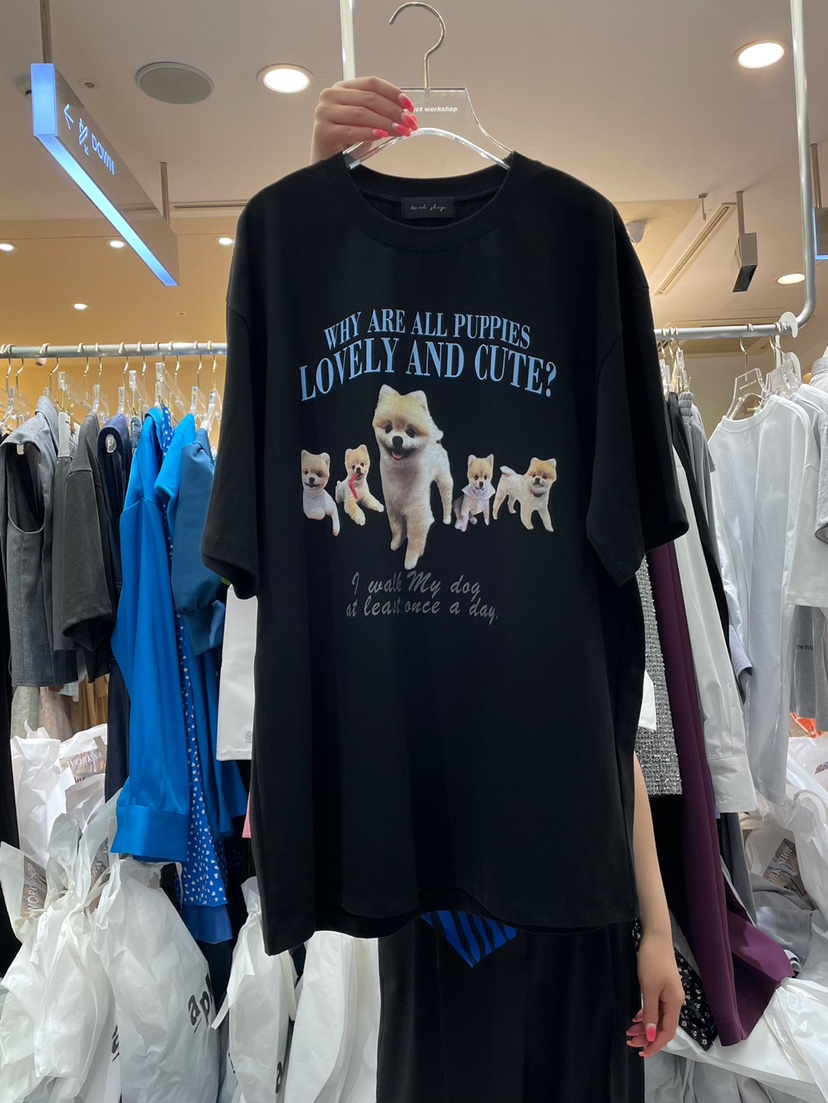 DOWN
WHY ARE ALL PUPPIES
LOVELY AND CUTE?
I walk My dog
at least once a day.